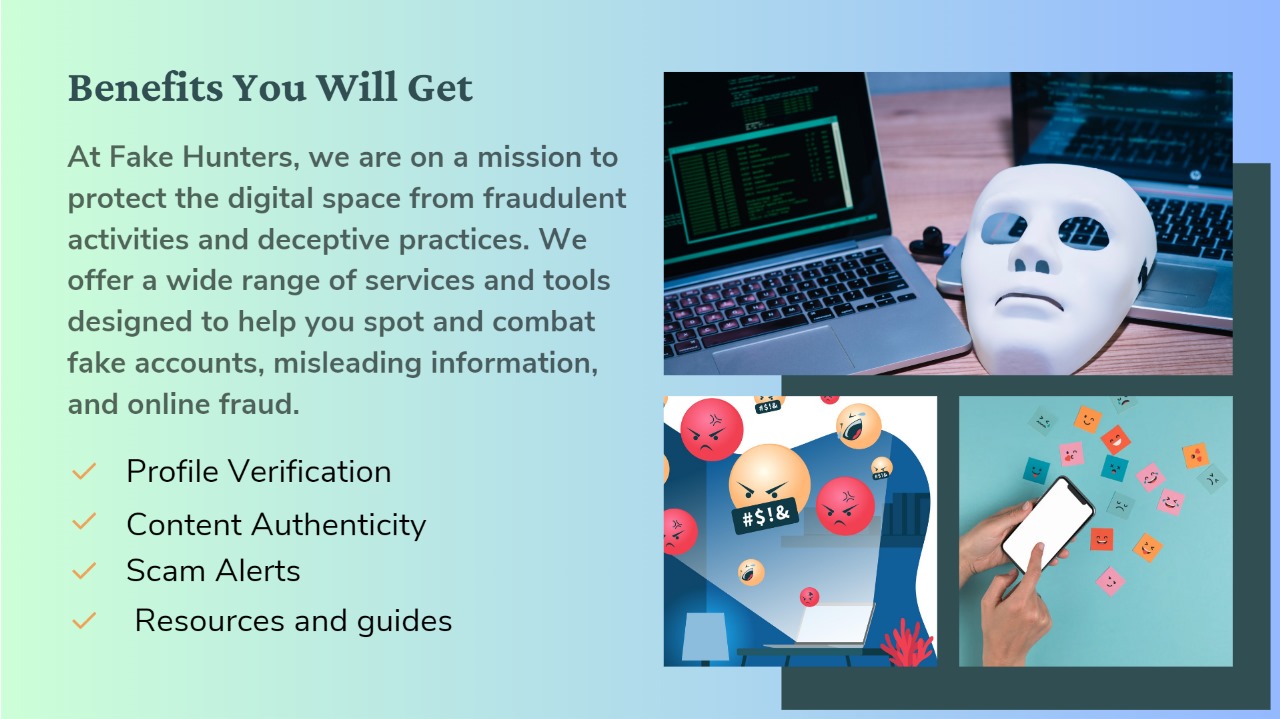 Benefits You Will Get
At Fake Hunters, we are on a mission to
protect the digital space from fraudulent
activities and deceptive practices. We
offer a wide range of services and tools
designed to help you spot and combat
fake accounts, misleading information,
and online fraud.
Profile Verification
Content Authenticity
Scam Alerts
Resources and guides
#$!&
#$!&
#$!&
hp